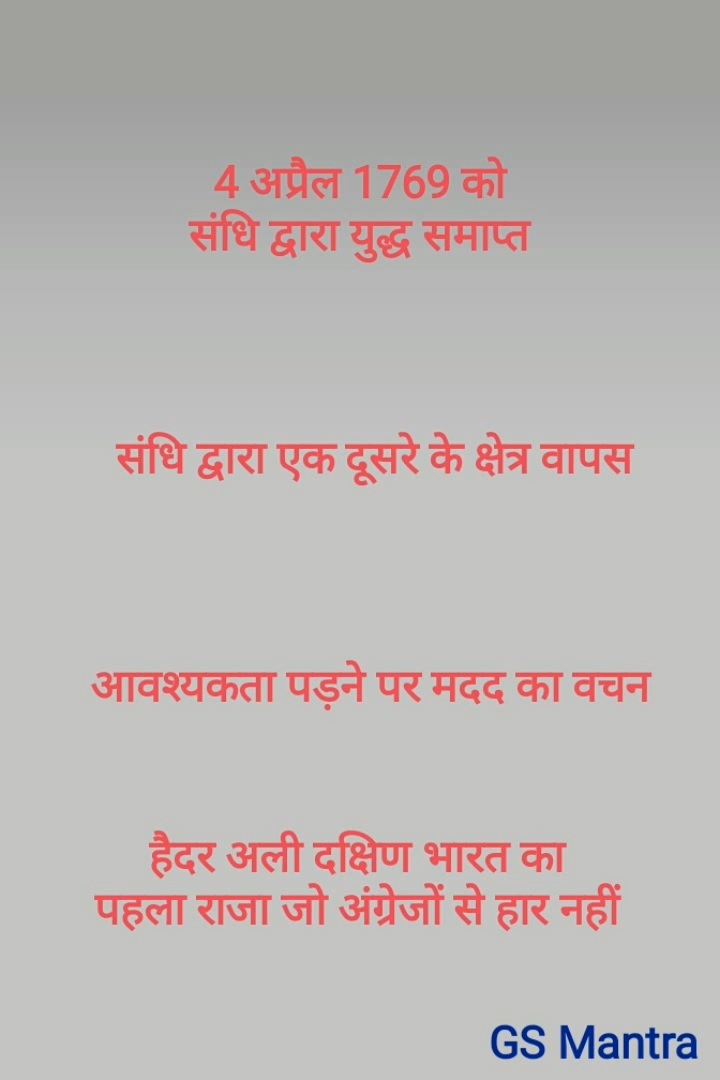 4 अप्रैल 1769 को
संधि द्वारा युद्ध समाप्त
संधि द्वारा एक दूसरे के क्षेत्र वापस
आवश्यकता पड़ने पर मदद का वचन
हैदर अली दक्षिण भारत का
पहला राजा जो अंग्रेजों से हार नहीं
GS Mantra